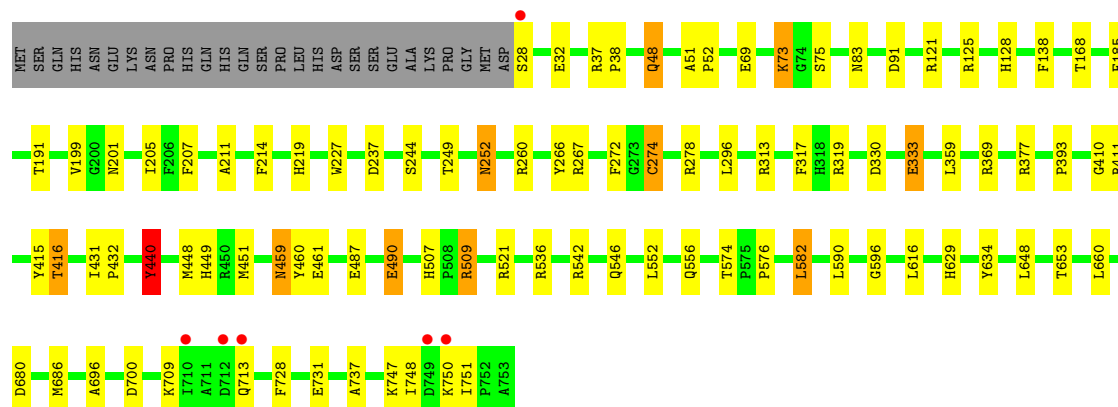 MET SER GLN HIS ASN GLU LYS ASN PRO HIS GLN HIS GLN SER PRO LEU HIS ASP SER SER GLU ALA LYS PRO GLY MET ASP S28 E32 R37 P38 Q48 A51 P52 E69 K73 G74 S75 N83 D91 R121 R125 H128 F138 T168 E185
T191 V199 G200 N201 I205 F206 F207 A211 F214 H219 W227 D237 S244 T249 N252 R260 Y266 R267 F272 G273 C274 R278 L296 R313 F317 H318 R319 D330 E333 L359 R369 R377 P393 G410 R411
Y415 T416 I431 P432 Y440 M448 H449 R450 M451 N459 Y460 E461 E487 E490 H507 P508 R509 R521 R536 R542 Q546 L552 Q556 T574 P575 P576 L582 L590 G596 L616 H629 Y634 L648 T653 L660
D680 M686 A696 D700 K709 I710 A711 D712 Q713 F728 E731 A737 K747 I748 D749 K750 I751 P752 A753